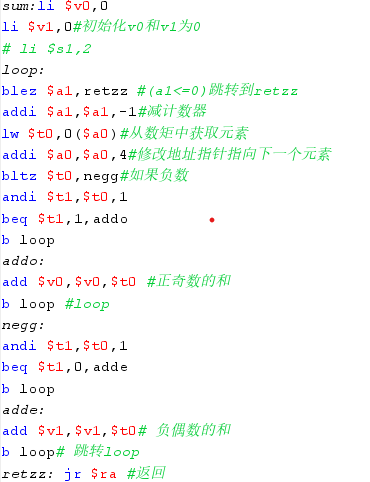 sum:li $v0,0
li $v1,0#初始化v0和v1为0
# li $s1,2
loop:
blez $a1,retzz #(a1<=0)跳转到retzz
addi $a1,$a1,-1#减计数器
lw $t0,0($a0)#从数矩中获取元素
addi $a0,$a0,4#修改地址指针指向下一个元素
bltz $t0,negg#如果负数
andi $t1,$t0,1
beq $t1,1,addo
b loop
addo:
add $v0,$v0,$t0 #正奇数的和
b loop #loop
negg:
andi $t1,$t0,1
beq $t1,0,adde
b loop
adde:
add $v1,$v1,$t0# 负偶数的和
b loop# 跳转loop
retzz: jr $ra #返回